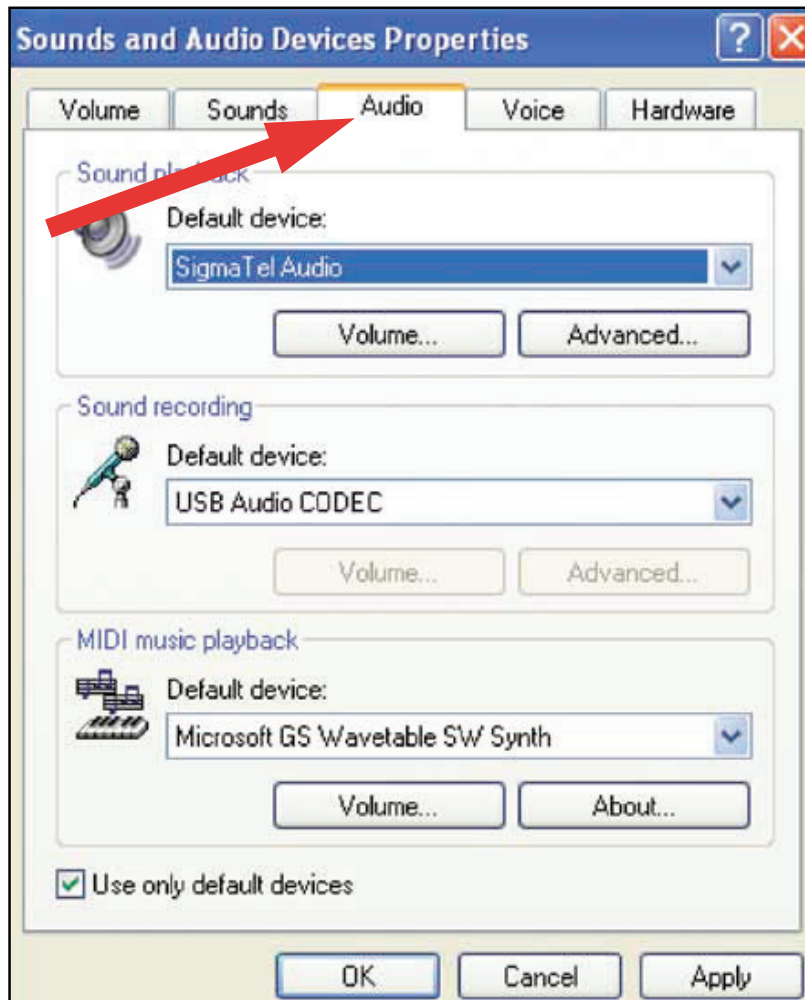 Sounds and Audio Devices Properties
?
Volume Sounds Audio Voice Hardware
Sound playback
Default device:
SigmaTel Audio
Volume... Advanced...
Sound recording
Default device:
USB Audio CODEC
Volume... Advanced...
MIDI music playback
Default device:
Microsoft GS Wavetable SW Synth
Volume... About...
Use only default devices
OK Cancel Apply